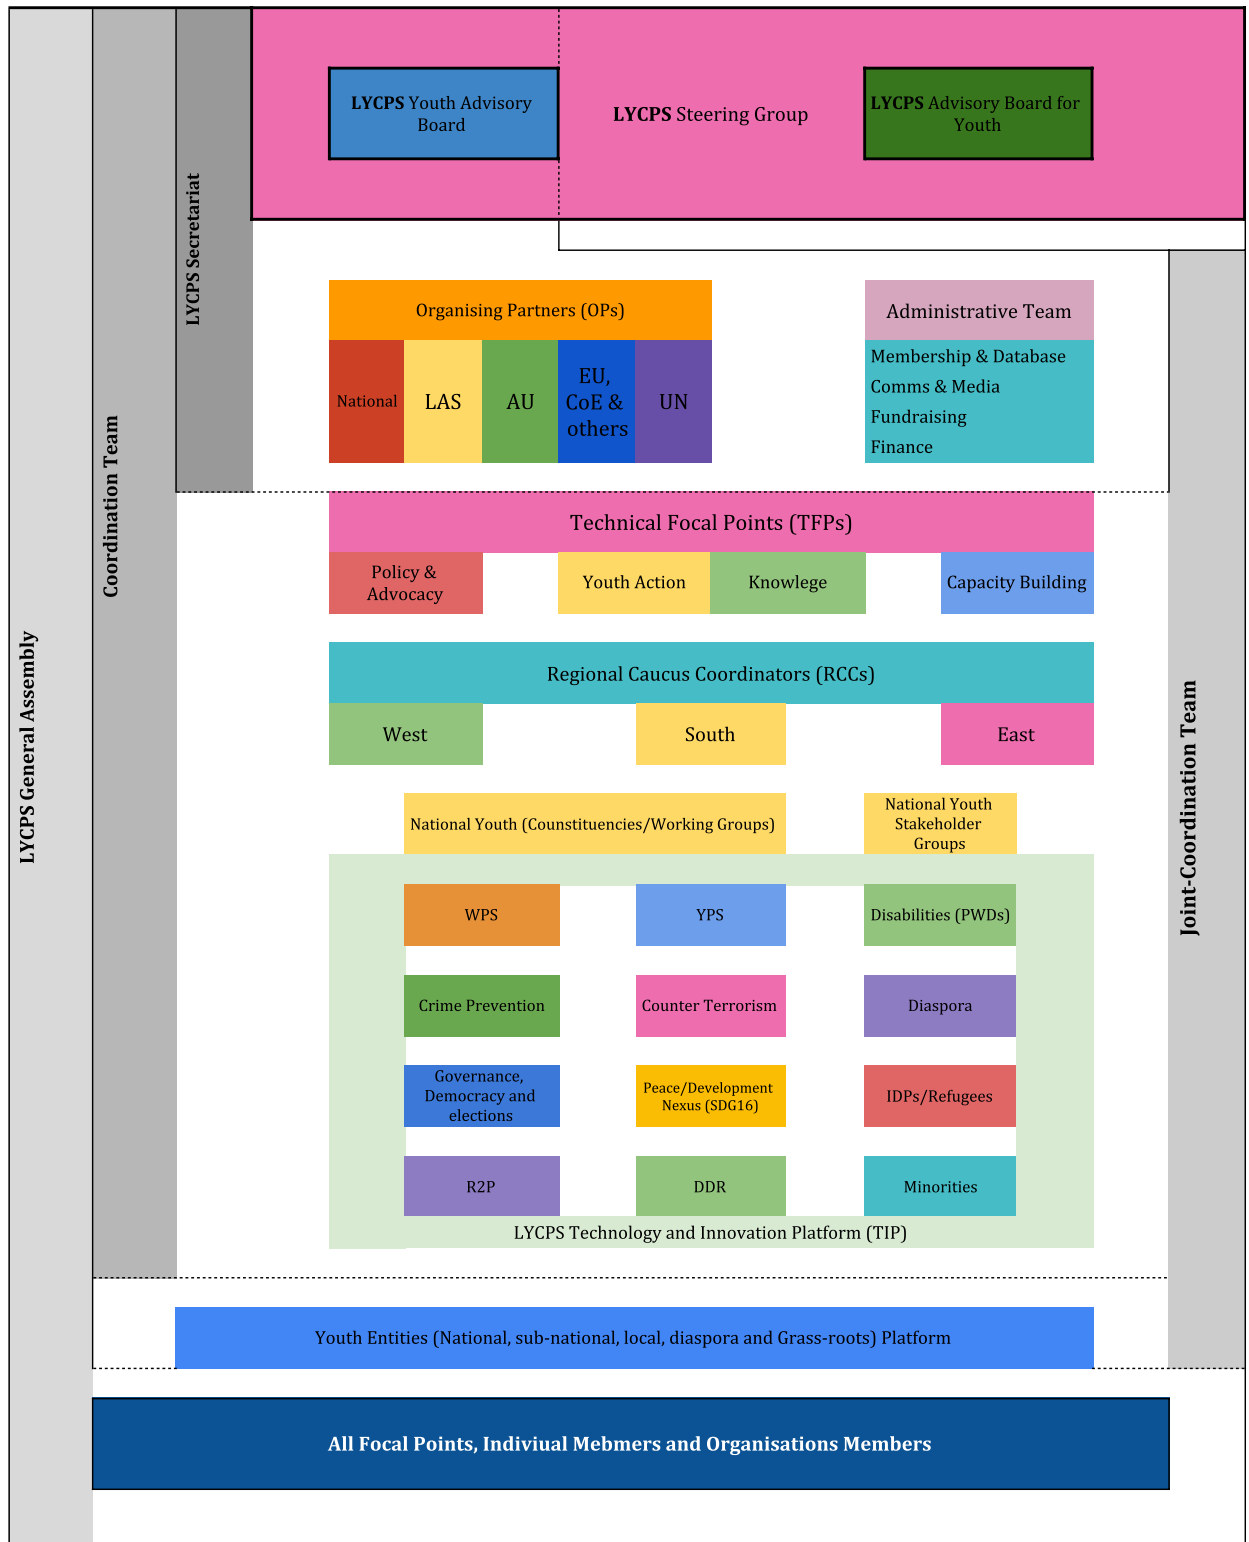 LYCPS Youth Advisory
Board
LYCPS Steering Group
LYCPS Advisory Board for
Youth
LYCPS Secretariat
Coordination Team
LYCPS General Assembly
Joint-Coordination Team
Organising Partners (OPs)
National
LAS
AU
EU,
CoE &
others
UN
Administrative Team
Membership & Database
Comms & Media
Fundraising
Finance
Technical Focal Points (TFPs)
Policy &
Advocacy
Youth Action
Knowlege
Capacity Building
Regional Caucus Coordinators (RCCs)
West
South
East
National Youth (Counstituencies/Working Groups)
National Youth
Stakeholder
Groups
WPS
YPS
Disabilities (PWDs)
Crime Prevention
Counter Terrorism
Diaspora
Governance,
Democracy and
elections
Peace/Development
Nexus (SDG16)
IDPs/Refugees
R2P
DDR
Minorities
LYCPS Technology and Innovation Platform (TIP)
Youth Entities (National, sub-national, local, diaspora and Grass-roots) Platform
All Focal Points, Indiviual Mebmers and Organisations Members